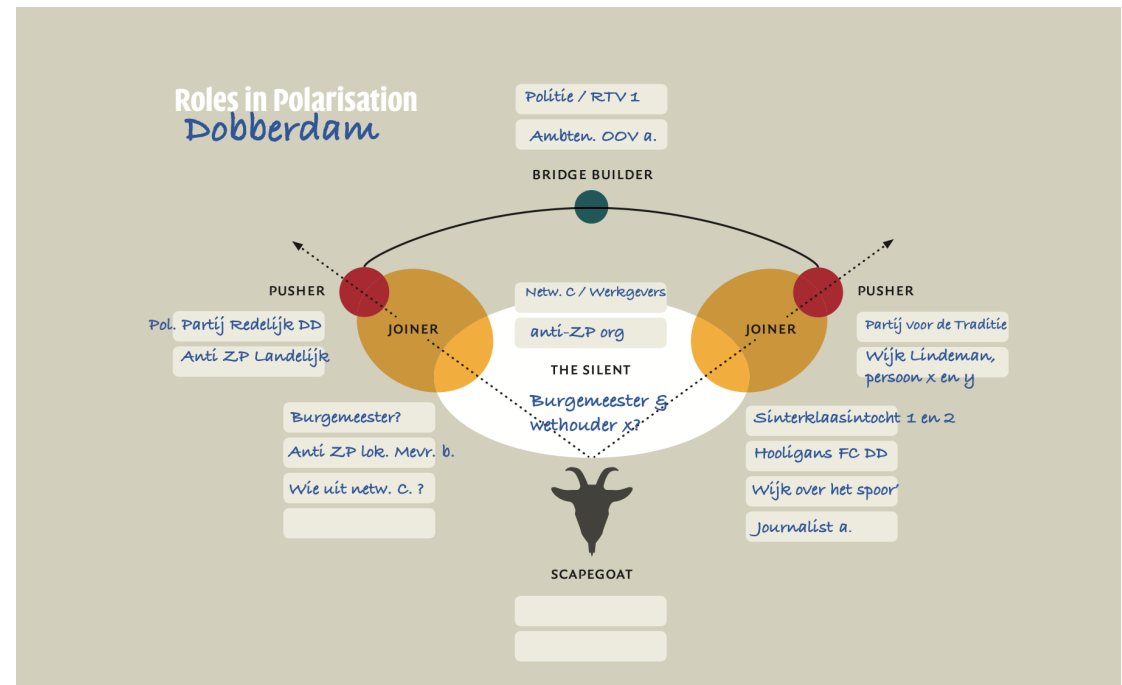 Roles in Polarisation
Dobberdam
Politie / RTV 1
Ambten. OOV a.
BRIDGE BUILDER
PUSHER
Pol. Partij Redelijk DD
Anti ZP Landelijk
JOINER
Burgemeester?
Anti ZP lok. Mevr. b.
Wie uit netw. C. ?
Netw. C / Werkgevers
anti-ZP org
THE SILENT
Burgemeester &
wethouder x?
JOINER
PUSHER
Partij voor de Traditie
Wijk Lindeman,
persoon x en y
Sinterklaasintocht 1 en 2
Hooligans FC DD
Wijk over het spoor'
Journalist a.
SCAPEGOAT